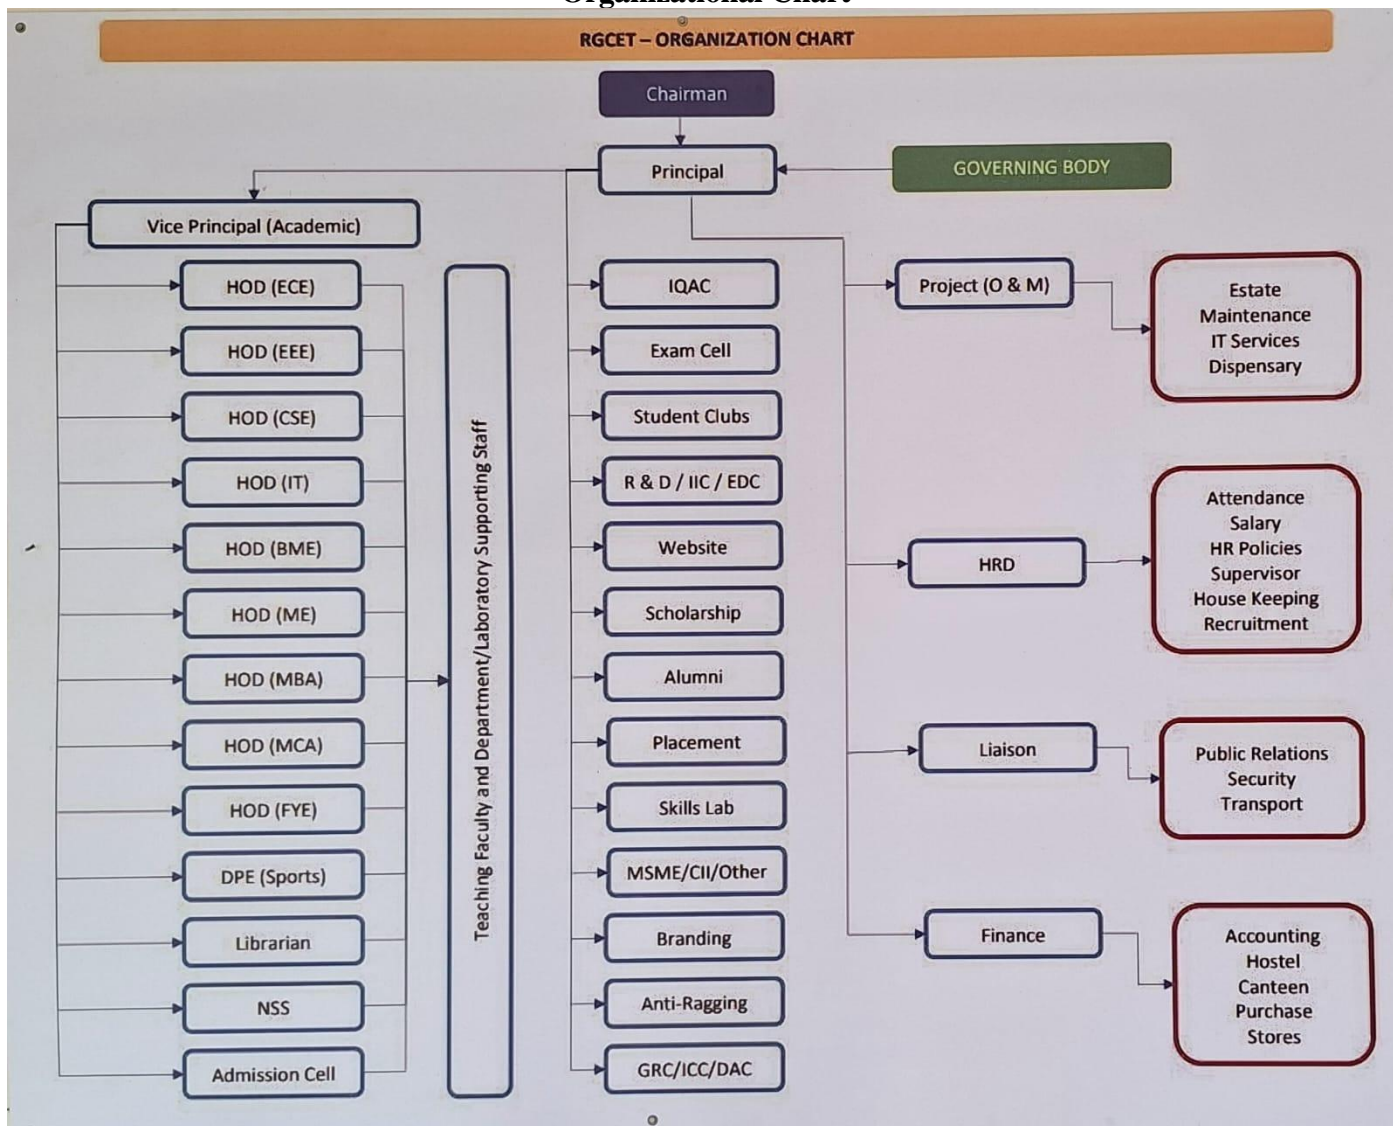 Organizational Chart
RGCET – ORGANIZATION CHART
Chairman
Principal
GOVERNING BODY
Vice Principal (Academic)
HOD (ECE)
HOD (EEE)
HOD (CSE)
HOD (IT)
HOD (BME)
HOD (ME)
HOD (MBA)
HOD (MCA)
HOD (FYE)
DPE (Sports)
Librarian
NSS
Admission Cell
Teaching Faculty and Department/Laboratory Supporting Staff
IQAC
Exam Cell
Student Clubs
R & D / IIC / EDC
Website
Scholarship
Alumni
Placement
Skills Lab
MSME/CII/Other
Branding
Anti-Ragging
GRC/ICC/DAC
Project (O & M)
Estate
Maintenance
IT Services
Dispensary
HRD
Attendance
Salary
HR Policies
Supervisor
House Keeping
Recruitment
Liaison
Public Relations
Security
Transport
Finance
Accounting
Hostel
Canteen
Purchase
Stores